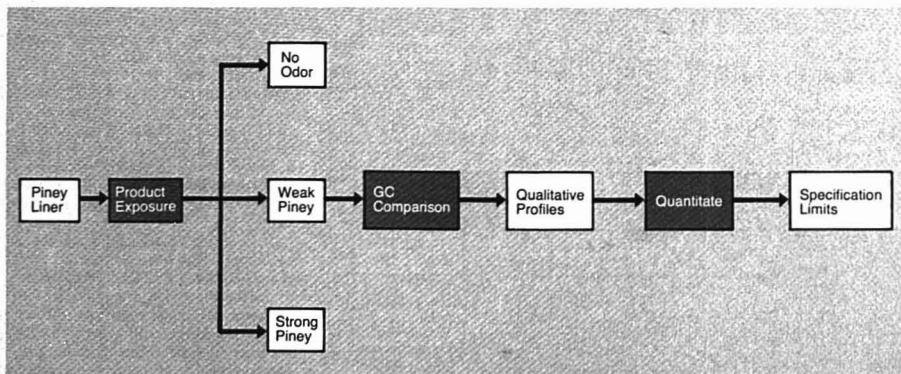 No
Odor
Piney
Liner
Product
Exposure
Weak
Piney
GC
Comparison
Qualitative
Profiles
Quantitate
Specification
Limits
Strong
Piney